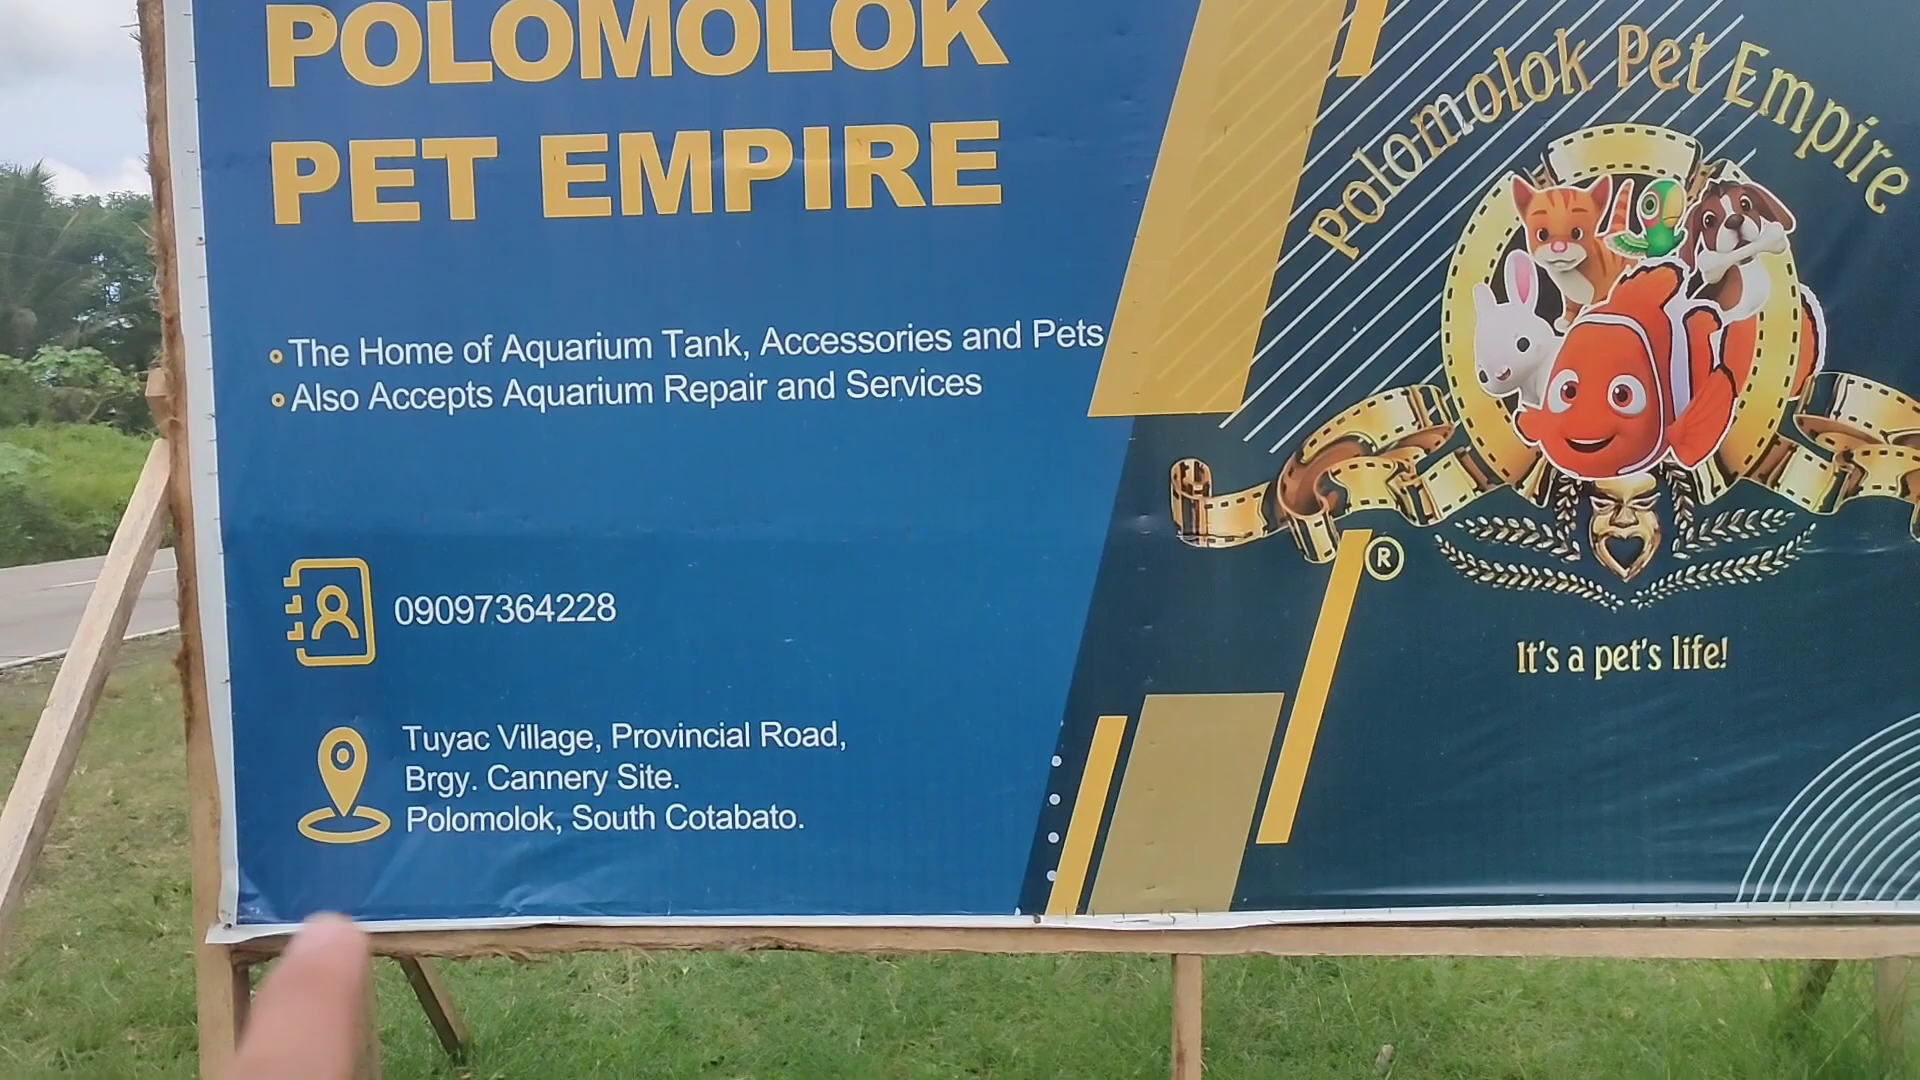 POLOMOLOK
PET EMPIRE
• The Home of Aquarium Tank, Accessories and Pets
• Also Accepts Aquarium Repair and Services
09097364228
Tuyac Village, Provincial Road,
Brgy. Cannery Site.
Polomolok, South Cotabato.
Polomolok Pet Empire
®
It's a pet's life!